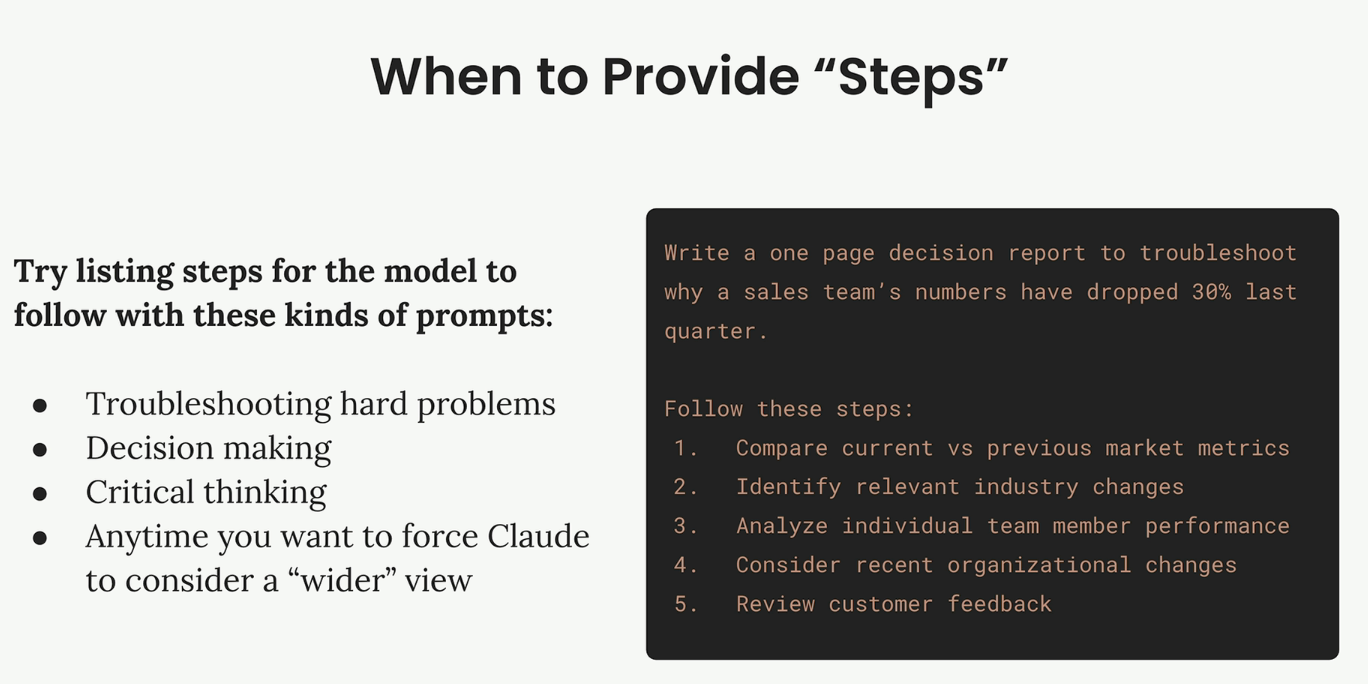 When to Provide “Steps”
Try listing steps for the model to
follow with these kinds of prompts:
● Troubleshooting hard problems
● Decision making
● Critical thinking
● Anytime you want to force Claude
to consider a “wider” view
Write a one page decision report to troubleshoot
why a sales team’s numbers have dropped 30% last
quarter.
Follow these steps:
1. Compare current vs previous market metrics
2. Identify relevant industry changes
3. Analyze individual team member performance
4. Consider recent organizational changes
5. Review customer feedback